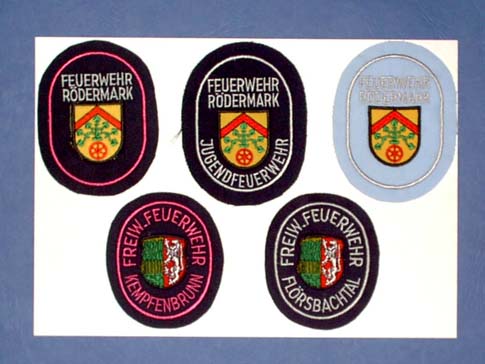 FEUERWEHR
RÖDERMARK
FEUERWEHR
RÖDERMARK
JUGENDFEUERWEHR
FEUERWEHR
RÖDERMARK
FREIW. FEUERWEHR
KEMPFENBRUNN
FREIW. FEUERWEHR
FLÖRSBACHTAL